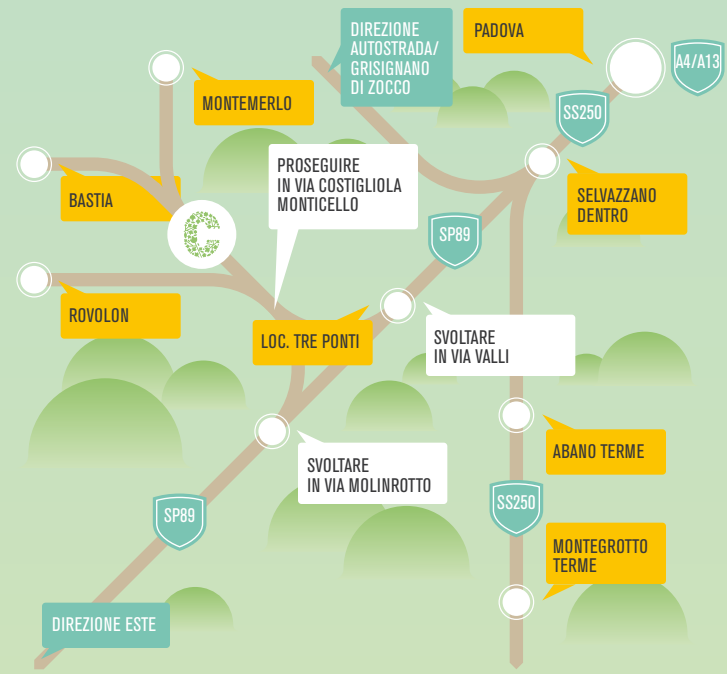 DIREZIONE
AUTOSTRADA/
GRISIGNANO
DI ZOCCO
PADOVA
A4/A13
MONTEMERLO
SS250
PROSEGUIRE
IN VIA COSTIGLIOLA
MONTICELLO
BASTIA
SELVAZZANO
DENTRO
C
SP89
ROVOLON
LOC. TRE PONTI
SVOLTARE
IN VIA VALLI
ABANO TERME
SVOLTARE
IN VIA MOLINROTTO
SS250
SP89
MONTEGROTTO
TERME
DIREZIONE ESTE